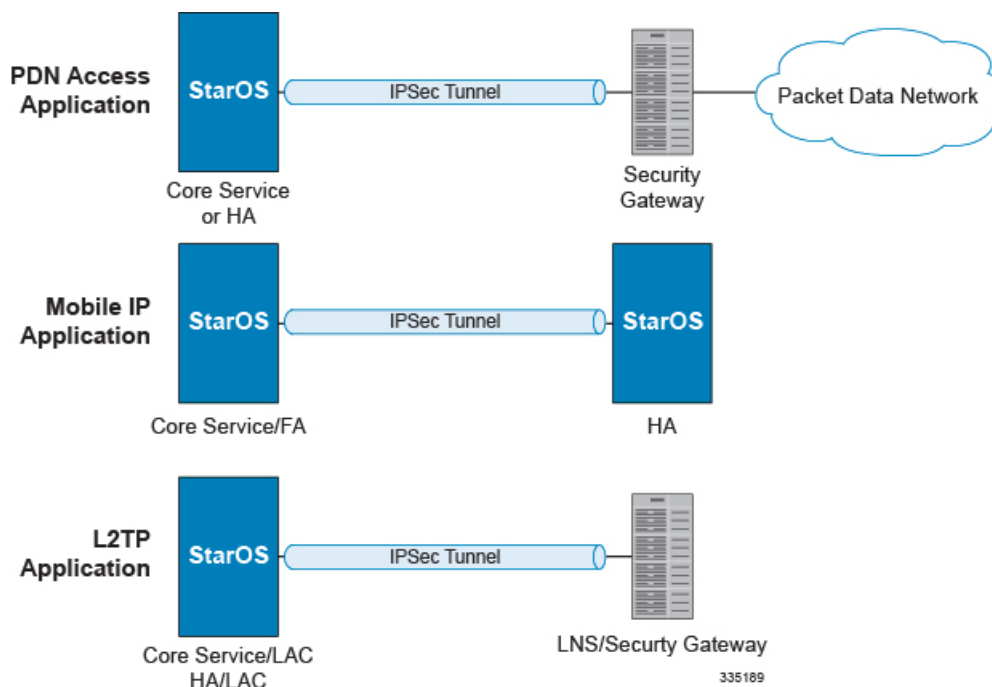 PDN Access
Application
StarOS
IPSec Tunnel
Packet Data Network
Core Service
or HA
Security
Gateway
Mobile IP
Application
StarOS
IPSec Tunnel
StarOS
Core Service/FA
HA
L2TP
Application
StarOS
IPSec Tunnel
Core Service/LAC
HA/LAC
LNS/Securty Gateway
335189